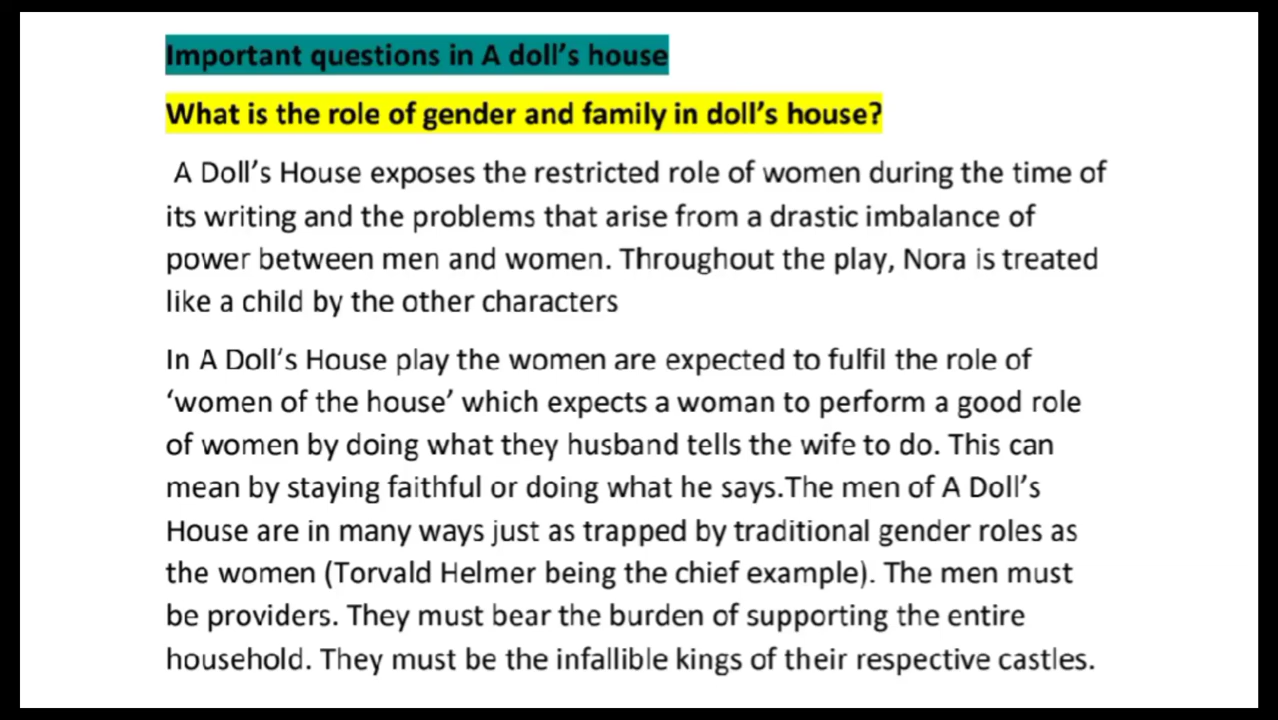 Important questions in A doll's house
What is the role of gender and family in doll's house?
A Doll's House exposes the restricted role of women during the time of
its writing and the problems that arise from a drastic imbalance of
power between men and women. Throughout the play, Nora is treated
like a child by the other characters
In A Doll's House play the women are expected to fulfil the role of
‘women of the house’ which expects a woman to perform a good role
of women by doing what they husband tells the wife to do. This can
mean by staying faithful or doing what he says.The men of A Doll's
House are in many ways just as trapped by traditional gender roles as
the women (Torvald Helmer being the chief example). The men must
be providers. They must bear the burden of supporting the entire
household. They must be the infallible kings of their respective castles.